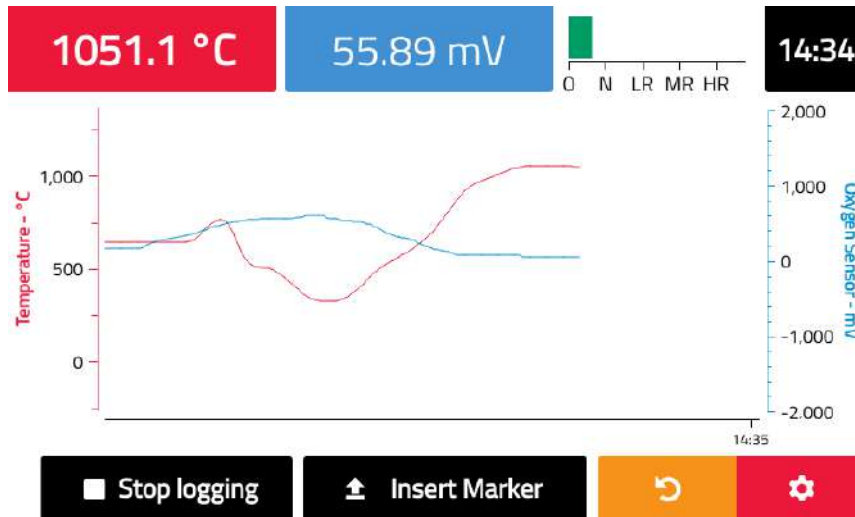 1051.1 °C
55.89 mV
O N LR MR HR
14:34
Temperature - °C
1,000
500
0
2,000
1,000
0
-1,000
-2,000
Oxygen Sensor - mV
14:35
Stop logging
Insert Marker